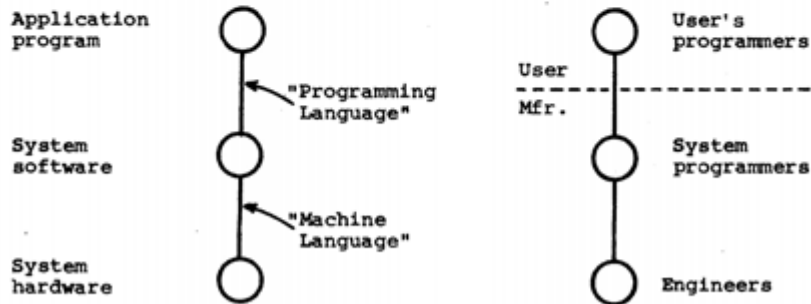 Application
program
"Programming
Language"
System
software
"Machine
Language"
System
hardware
User's
programmers
User
Mfr.
System
programmers
Engineers